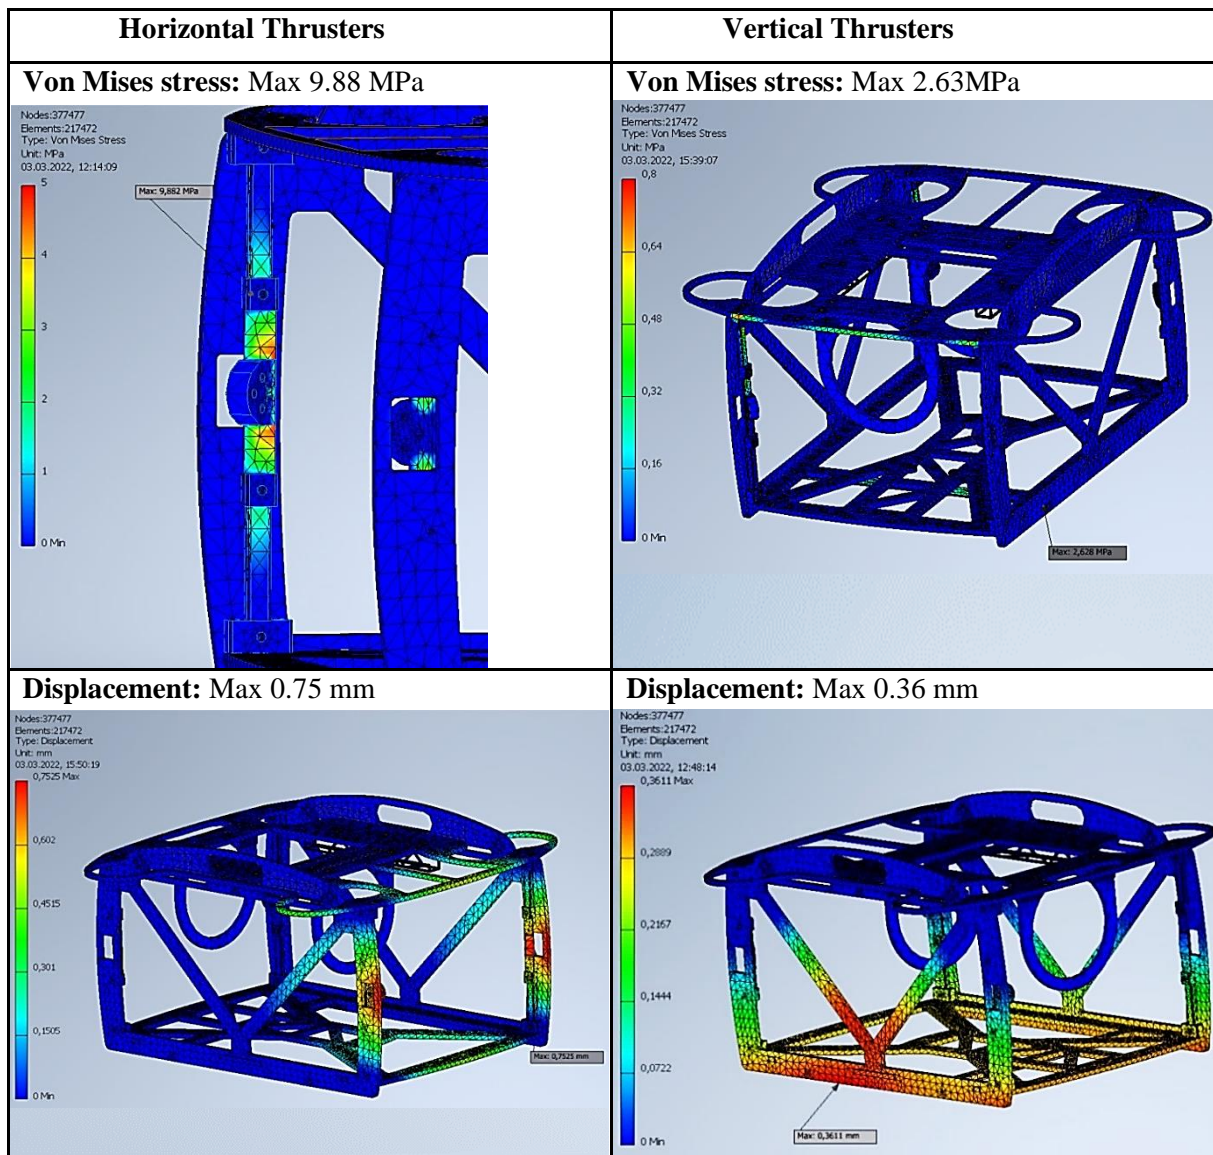 Horizontal Thrusters
Vertical Thrusters
Von Mises stress: Max 9.88 MPa
Nodes:377477
Elements:217472
Type: Von Mises Stress
Unit: MPa
03.03.2022, 12:14:09
5
Max: 9,882 MPa
4
3
2
1
0 Min
Von Mises stress: Max 2.63MPa
Nodes:377477
Elements:217472
Type: Von Mises Stress
Unit: MPa
03.03.2022, 15:39:07
0,8
0,64
0,48
0,32
0,16
0 Min
Max: 2,628 MPa
Displacement: Max 0.75 mm
Nodes:377477
Elements:217472
Type: Displacement
Unit: mm
03.03.2022, 15:50:19
0,7525 Max
0,602
0,4515
0,301
0,1505
Max: 0,7525 mm
0 Min
Displacement: Max 0.36 mm
Nodes:377477
Elements:217472
Type: Displacement
Unit: mm
03.03.2022, 12:48:14
0,3611 Max
0,2889
0,2167
0,1444
0,0722
0 Min
Max: 0,3611 mm